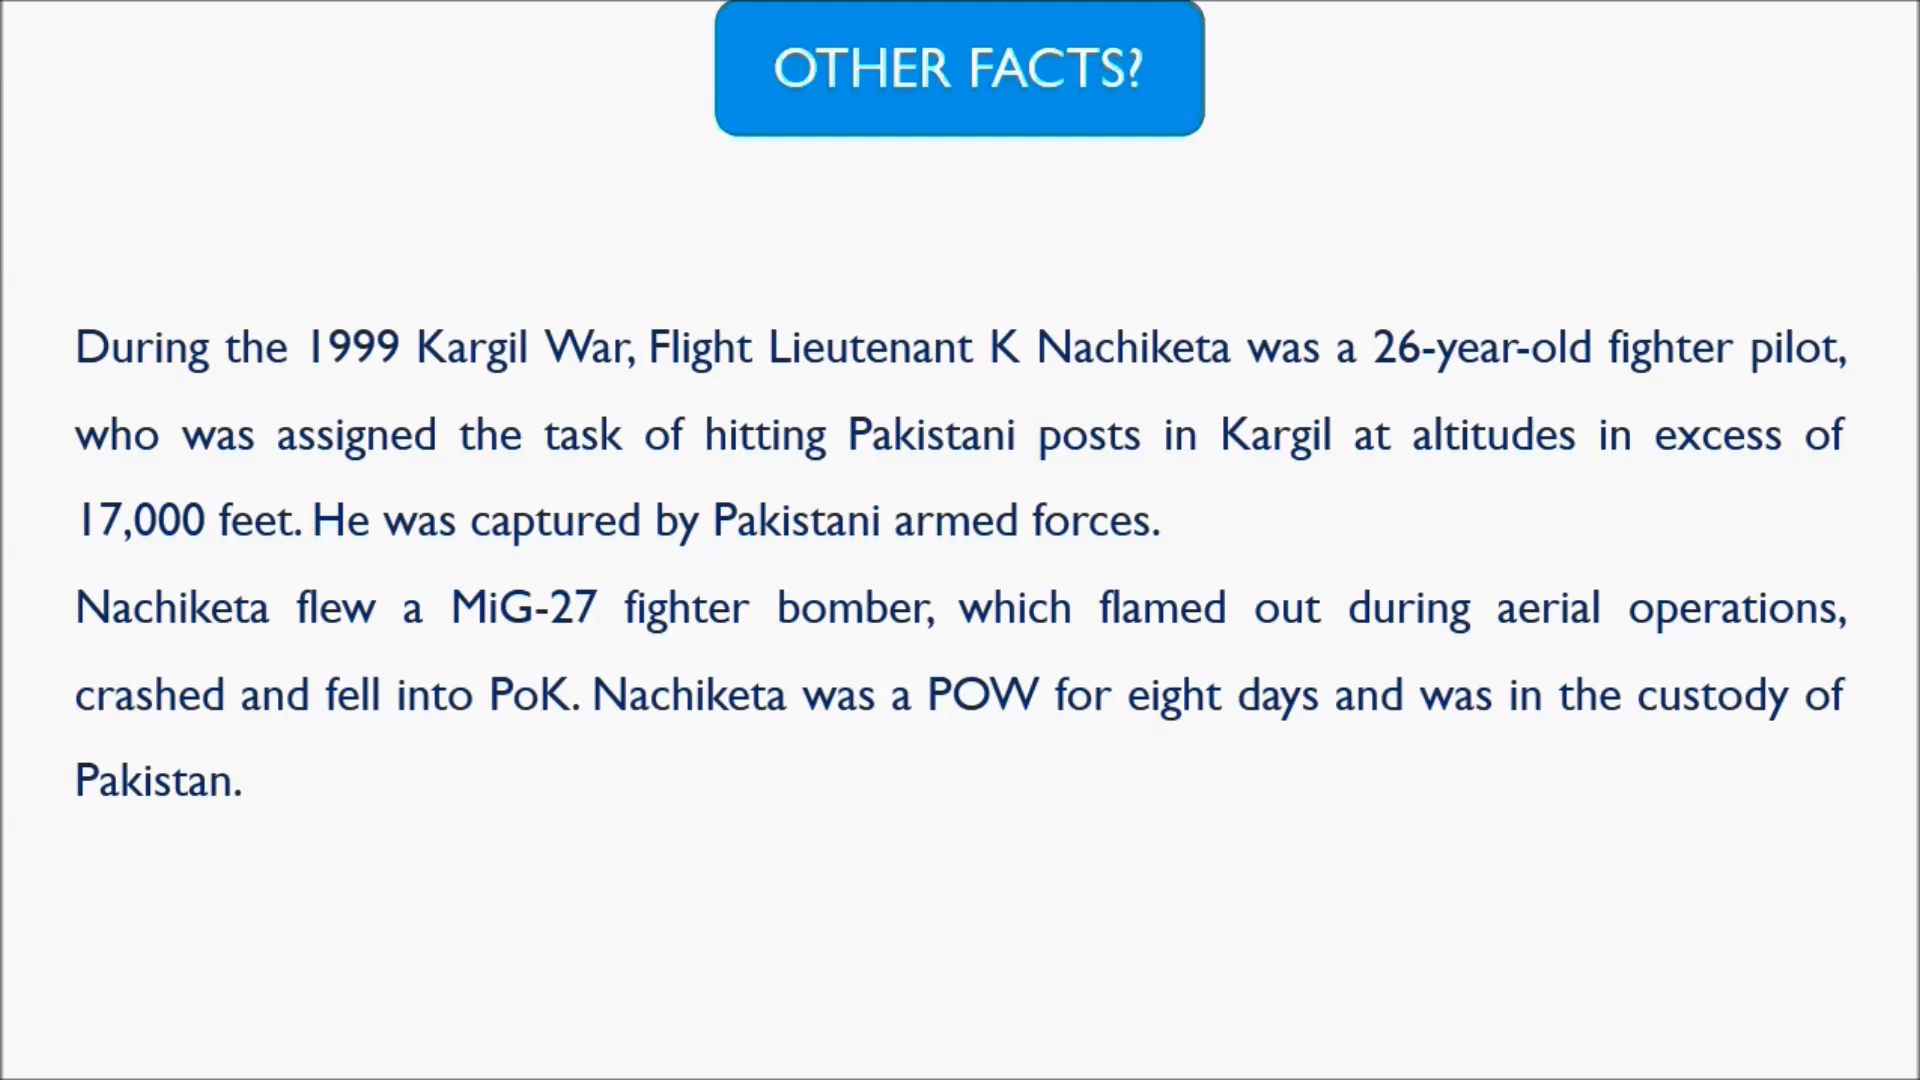 OTHER FACTS?
During the 1999 Kargil War, Flight Lieutenant K Nachiketa was a 26-year-old fighter pilot,
who was assigned the task of hitting Pakistani posts in Kargil at altitudes in excess of
17,000 feet. He was captured by Pakistani armed forces.
Nachiketa flew a MiG-27 fighter bomber, which flamed out during aerial operations,
crashed and fell into PoK. Nachiketa was a POW for eight days and was in the custody of
Pakistan.